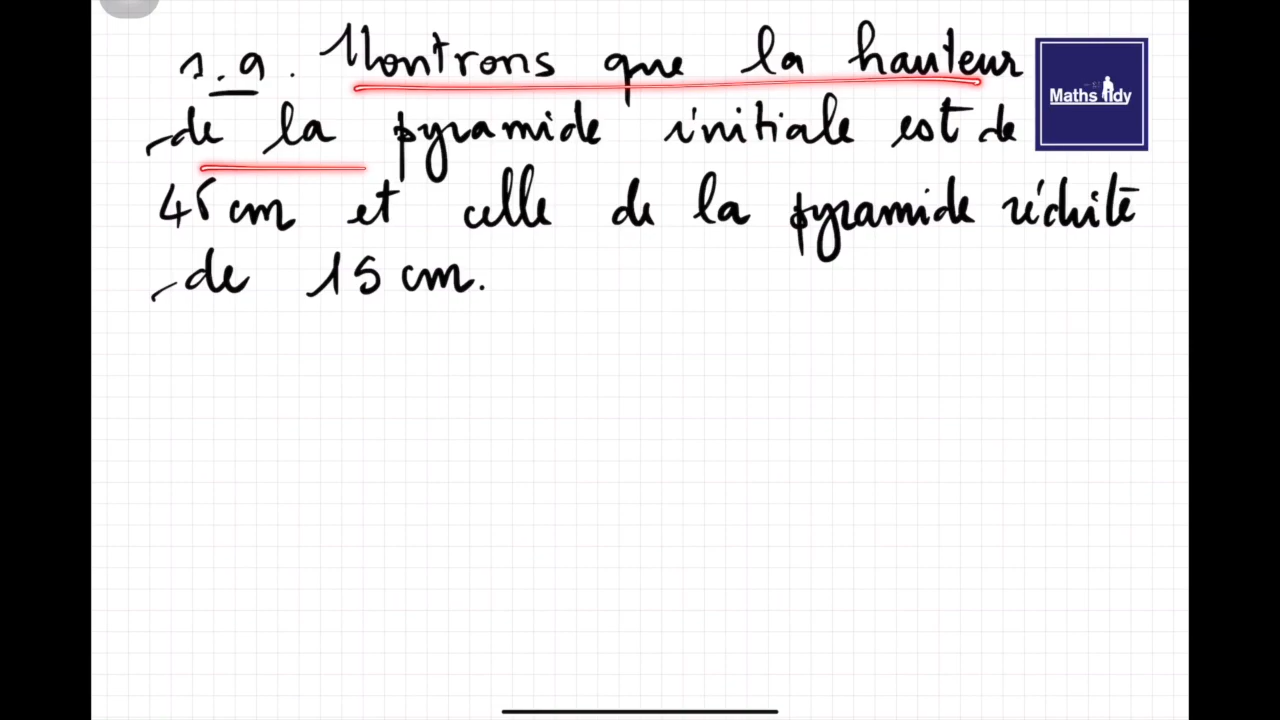 1.a. Montrons que la hauteur
de la pyramide initiale est de
45 cm et celle de la pyramide réduite
de 15 cm.
Maths Tidy